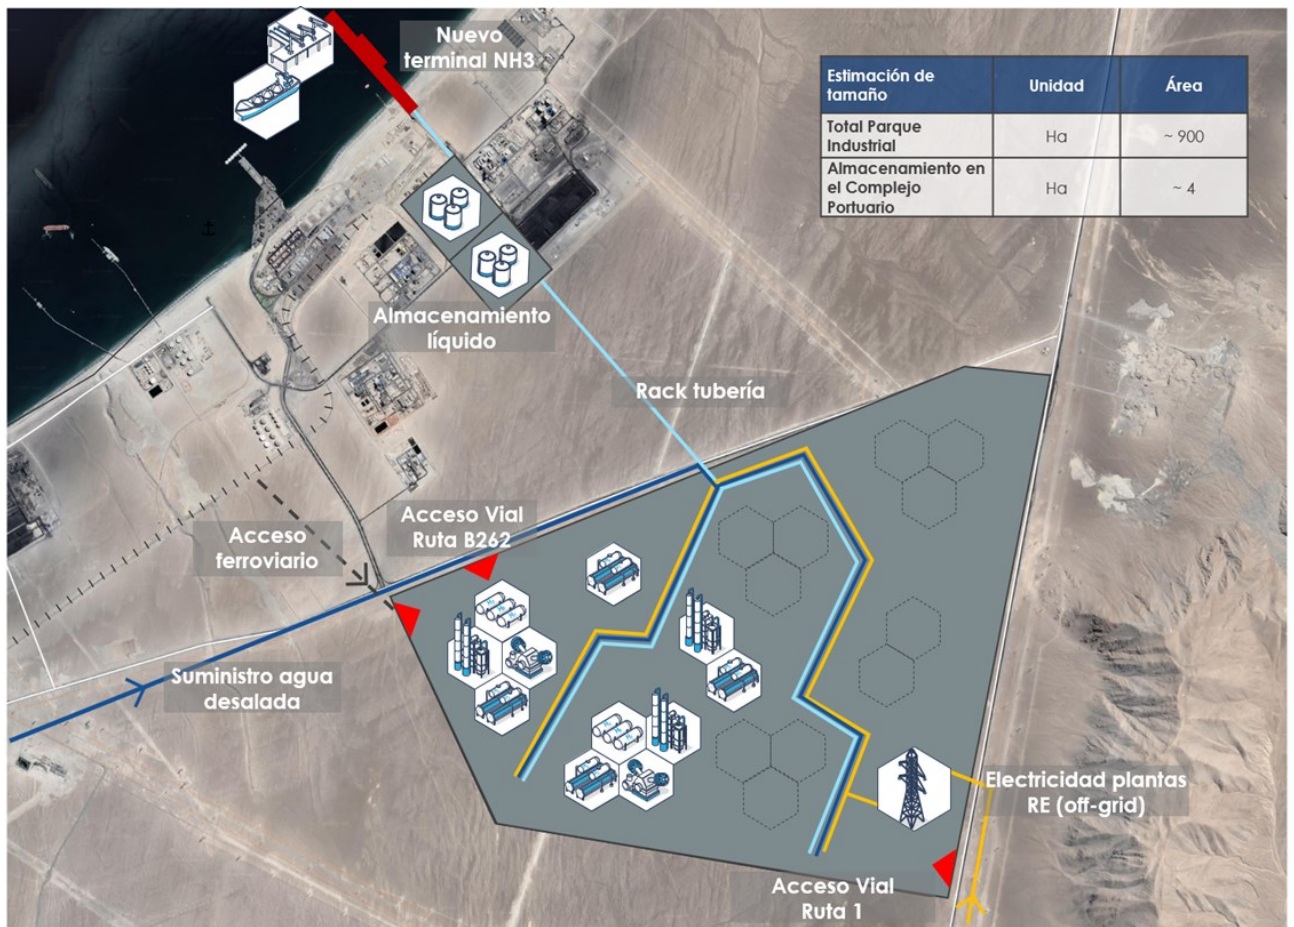 Nuevo
terminal NH3
Estimación de
tamaño
Unidad
Área
Total Parque
Industrial
Ha
~ 900
Almacenamiento en
el Complejo
Portuario
Ha
~ 4
Almacenamiento
líquido
Rack tubería
Acceso Vial
Ruta B262
Acceso
ferroviario
Suministro agua
desalada
Electricidad plantas
RE (off-grid)
Acceso Vial
Ruta 1